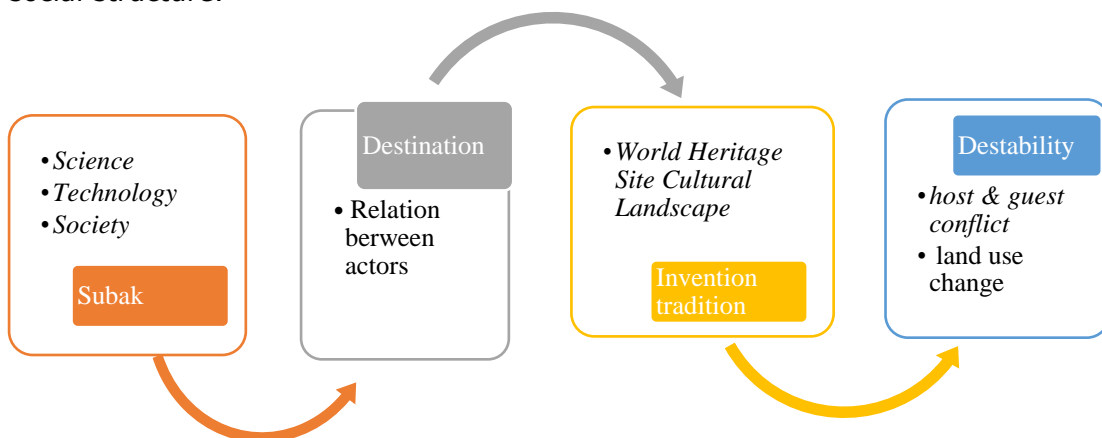 social structure.
•Science
•Technology
•Society
Subak
Destination
• Relation
berween
actors
•World Heritage
Site Cultural
Landscape
Invention
tradition
Destability
•host & guest
conflict
• land use
change